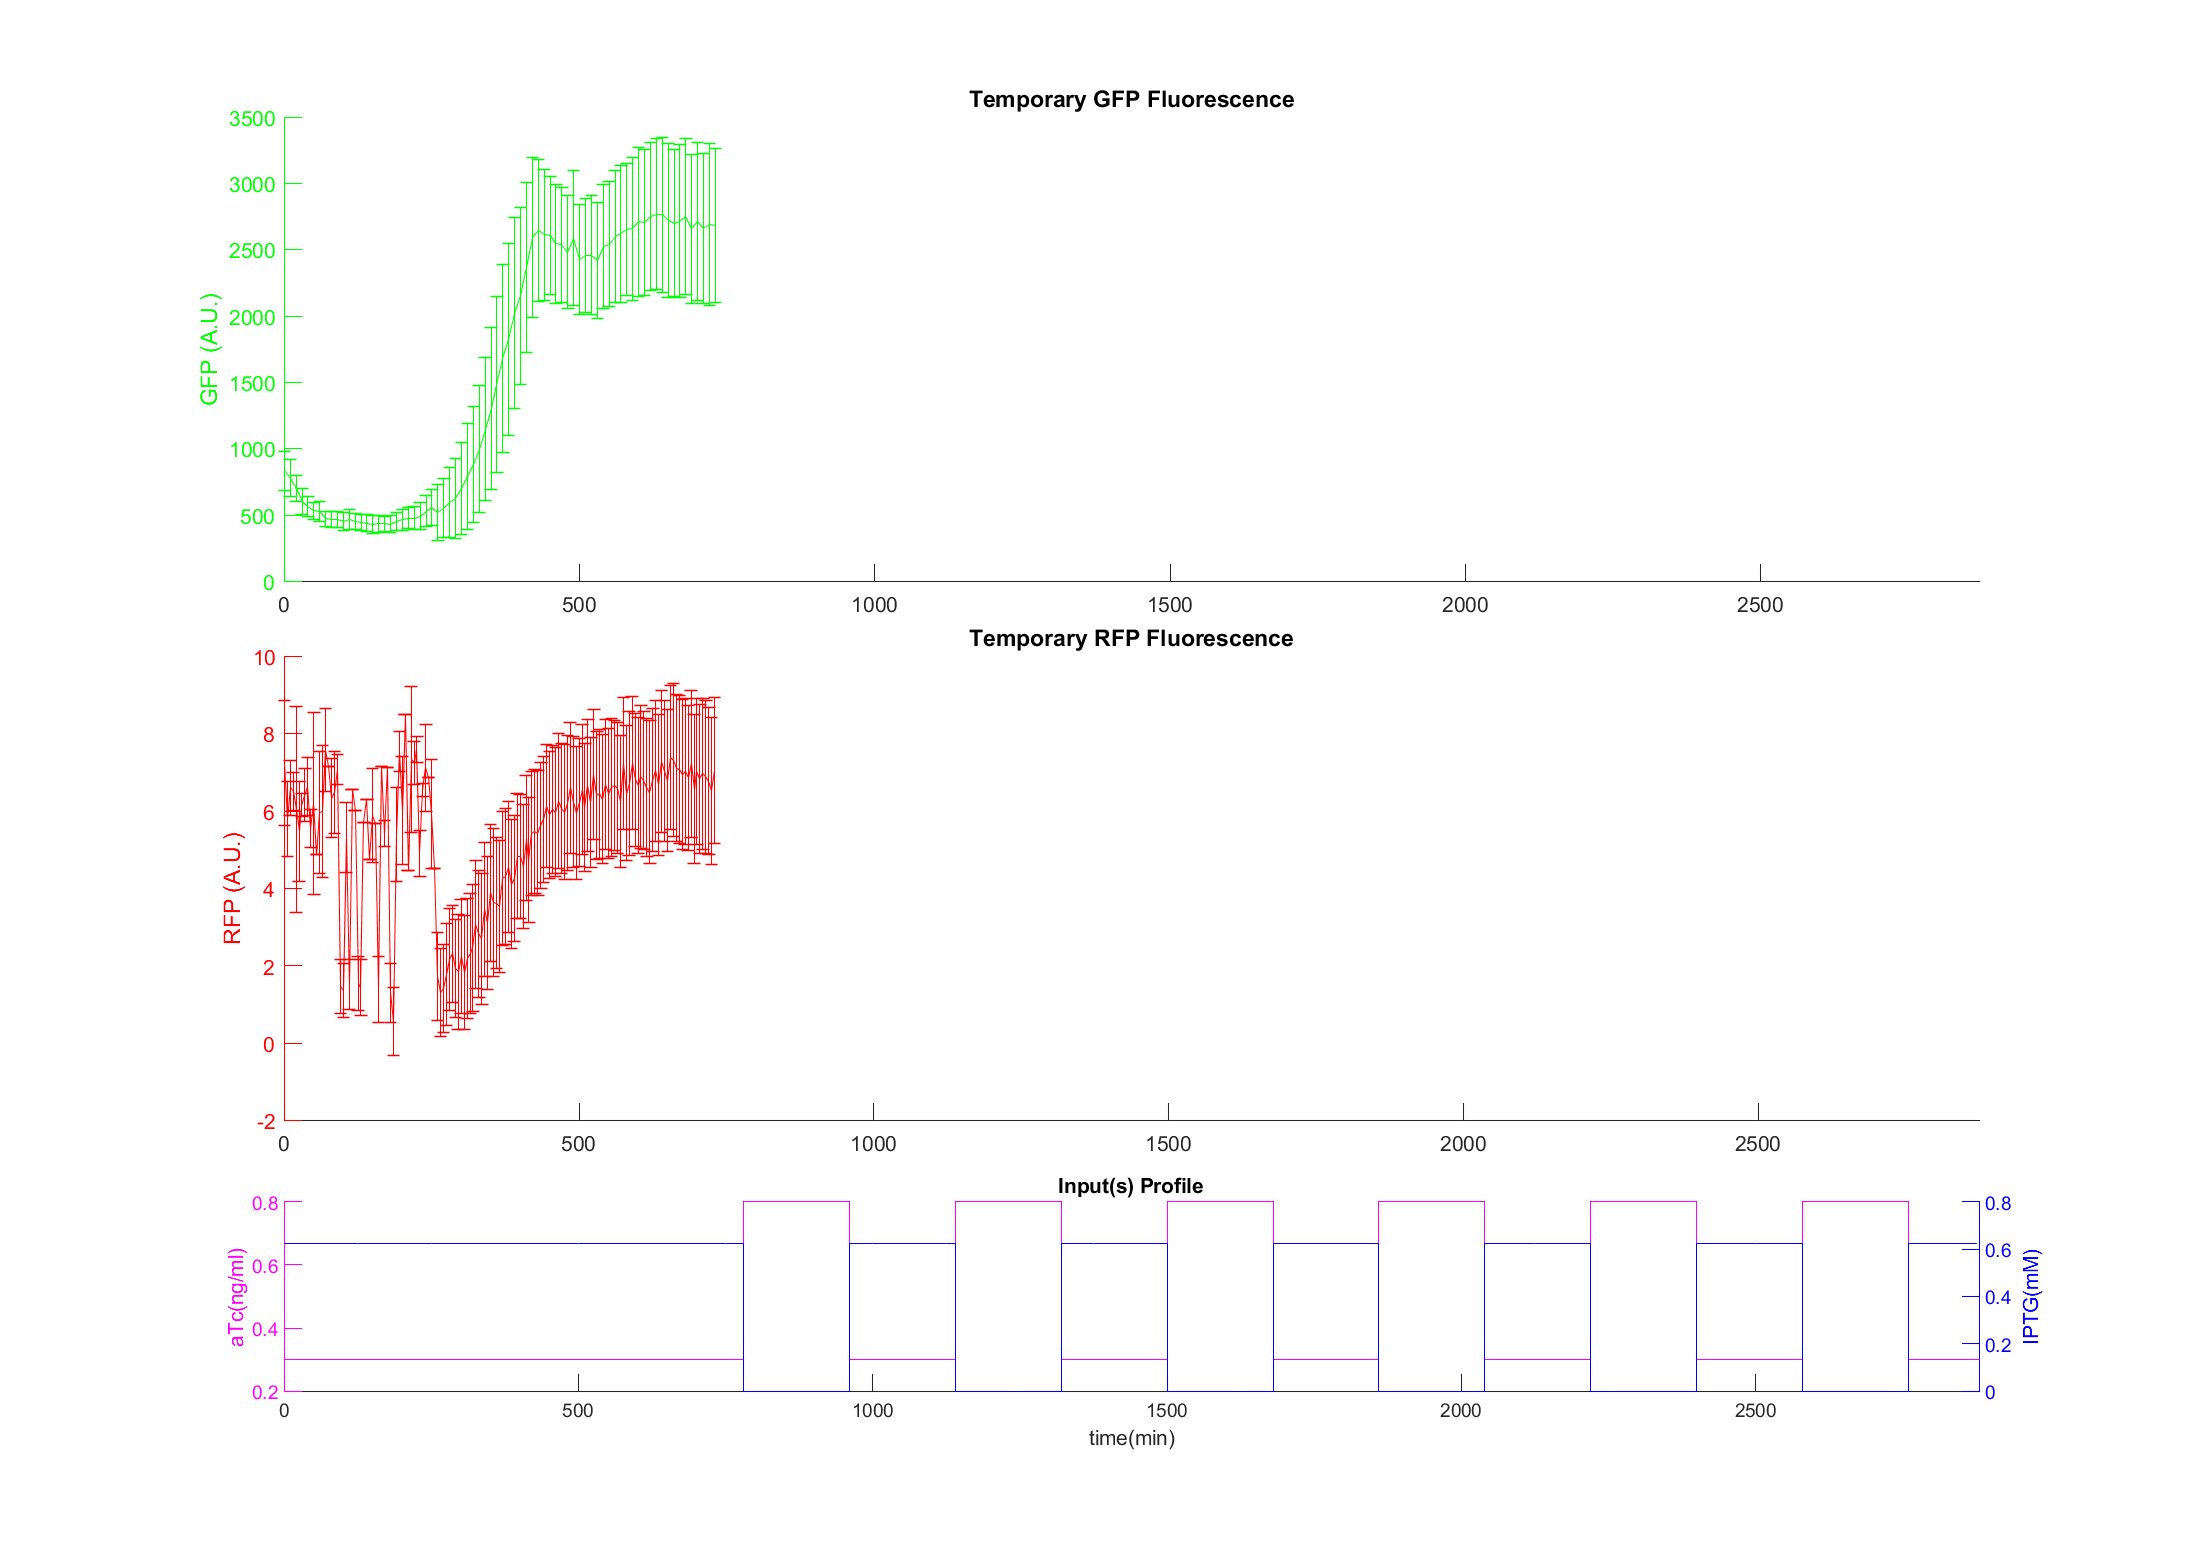 Temporary GFP Fluorescence
3500
3000
2500
2000
1500
1000
500
0
GFP (A.U.)
0 500 1000 1500 2000 2500
Temporary RFP Fluorescence
10
8
6
4
2
0
-2
RFP (A.U.)
0 500 1000 1500 2000 2500
Input(s) Profile
0.8
0.6
0.4
0.2
aTc(ng/ml)
0.8
0.6
0.4
0.2
0
IPTG(mM)
0 500 1000 1500 2000 2500
time(min)